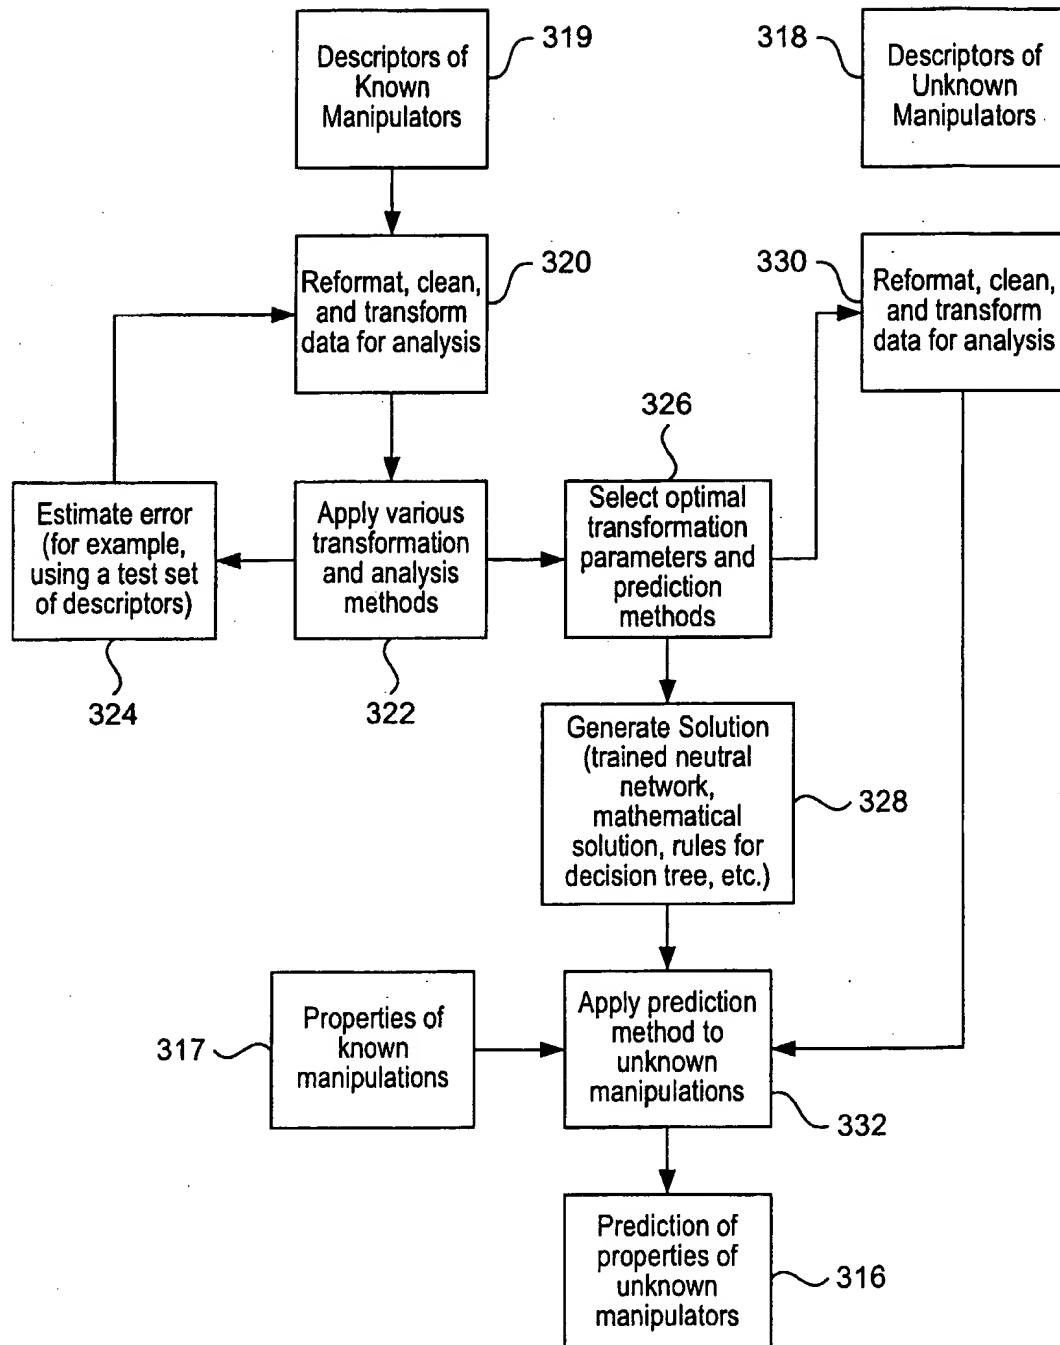 Descriptors of
Known
Manipulators
319
318
Descriptors of
Unknown
Manipulators
Reformat, clean,
and transform
data for analysis
320
330
Reformat, clean,
and transform
data for analysis
326
Estimate error
(for example,
using a test set
of descriptors)
324
Apply various
transformation
and analysis
methods
322
Select optimal
transformation
parameters and
prediction
methods
Generate Solution
(trained neutral
network,
mathematical
solution, rules for
decision tree, etc.)
328
317
Properties of
known
manipulations
Apply prediction
method to
unknown
manipulations
332
Prediction of
properties of
unknown
manipulators
316